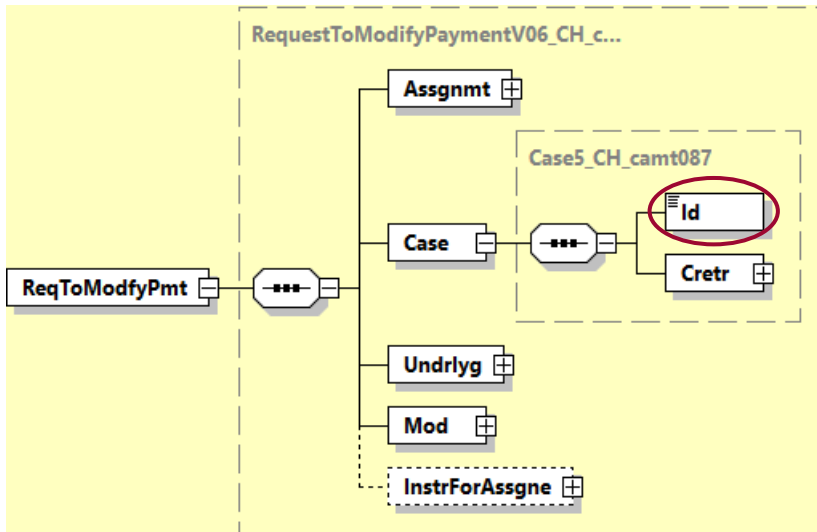 RequestToModifyPaymentV06_CH_c...
Assgnmt
Case5_CH_camt087
Id
Case
Cretr
ReqToModfyPmt
Undrlyg
Mod
InstrForAssgne